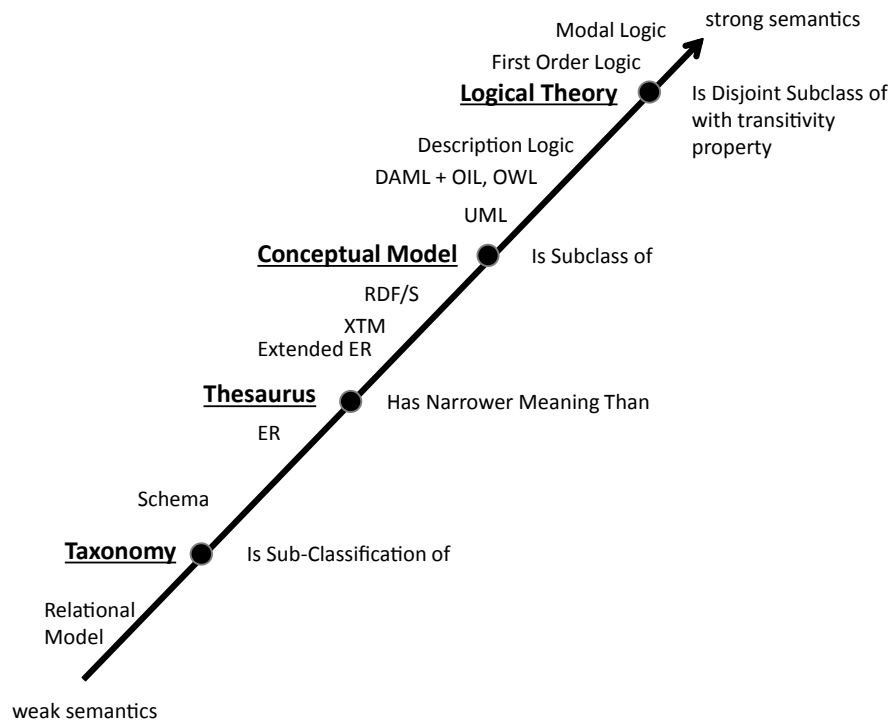 strong semantics
Modal Logic
First Order Logic
Logical Theory
Is Disjoint Subclass of
with transitivity
property
Description Logic
DAML + OIL, OWL
UML
Conceptual Model
Is Subclass of
RDF/S
XTM
Extended ER
Thesaurus
Has Narrower Meaning Than
ER
Schema
Taxonomy
Is Sub-Classification of
Relational
Model
weak semantics